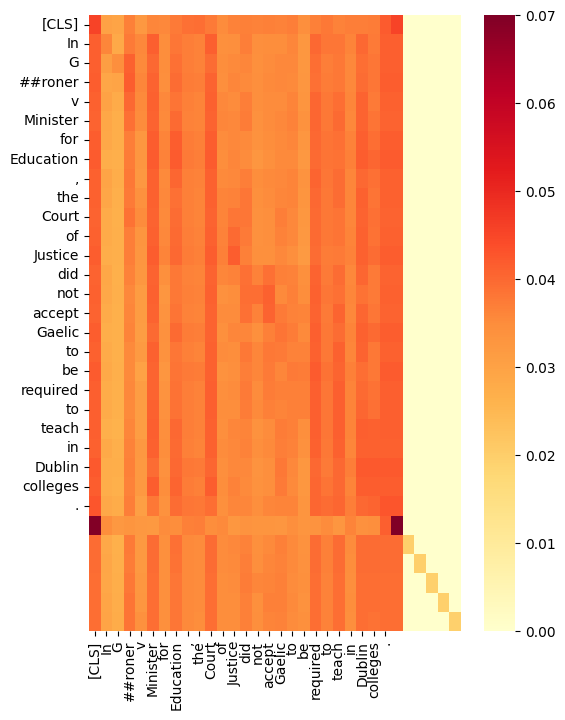 [CLS]
In
G
##roner
v
Minister
for
Education
,
the
Court
of
Justice
did
not
accept
Gaelic
to
be
required
to
teach
in
Dublin
colleges
.
0.07
0.06
0.05
0.04
0.03
0.02
0.01
0.00
[CLS] In G ##roner v Minister for Education , the Court of Justice did not accept Gaelic to be required to teach in Dublin colleges .